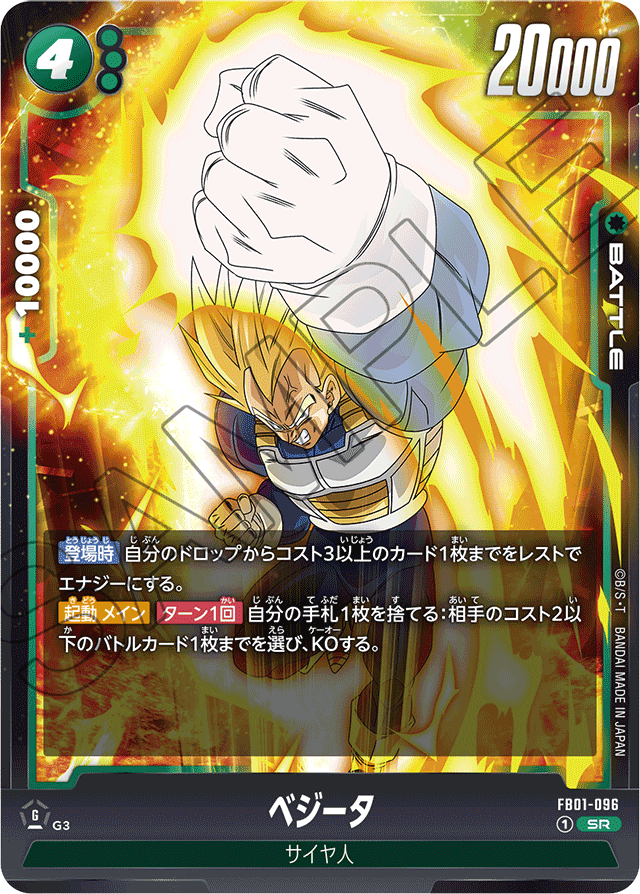 4
20000
+10000
BATTLE
SAMPLE
登場時 自分のドロップからコスト3以上のカード1枚までをレストで
エナジーにする。
起動メイン ターン1回 自分の手札1枚を捨てる：相手のコスト2以
下のバトルカード1枚までを選び、KOする。
©B/S・T BANDAI MADE IN JAPAN
ベジータ
G
G3
FB01-096
1 SR
サイヤ人